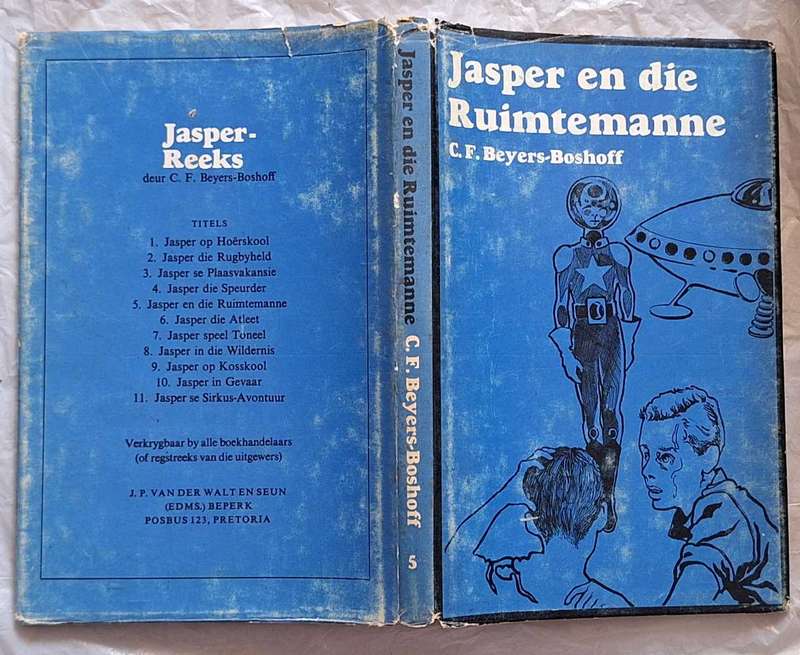 Jasper-
Reeks
deur C. F. Beyers-Boshoff
TITELS
1. Jasper op Hoërskool
2. Jasper die Rugbyheld
3. Jasper se Plaasvakansie
4. Jasper die Speurder
5. Jasper en die Ruimtemanne
6. Jasper die Atleet
7. Jasper speel Toneel
8. Jasper in die Wildernis
9. Jasper op Kosskool
10. Jasper in Gevaar
11. Jasper se Sirkus-Avontuur
Verkrygbaar by alle boekhandelaars
(of regstreeks van die uitgewers)
J. P. VAN DER WALT EN SEUN
(EDMS.) BEPERK
POSBUS 123, PRETORIA
Jasper en die Ruimtemanne C. F. Beyers-Boshoff
5
Jasper en die
Ruimtemanne
C. F. Beyers-Boshoff